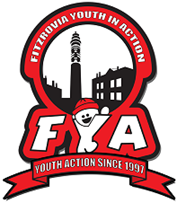 FITZROVIA YOUTH IN ACTION
FYA
YOUTH ACTION SINCE 1997